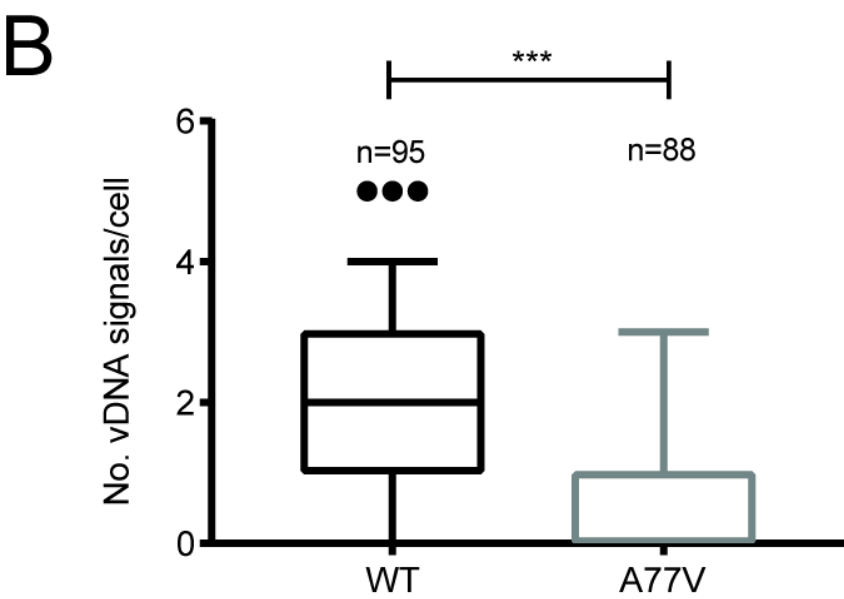 B
***
6
n=95
n=88
4
2
0
No. vDNA signals/cell
WT
A77V